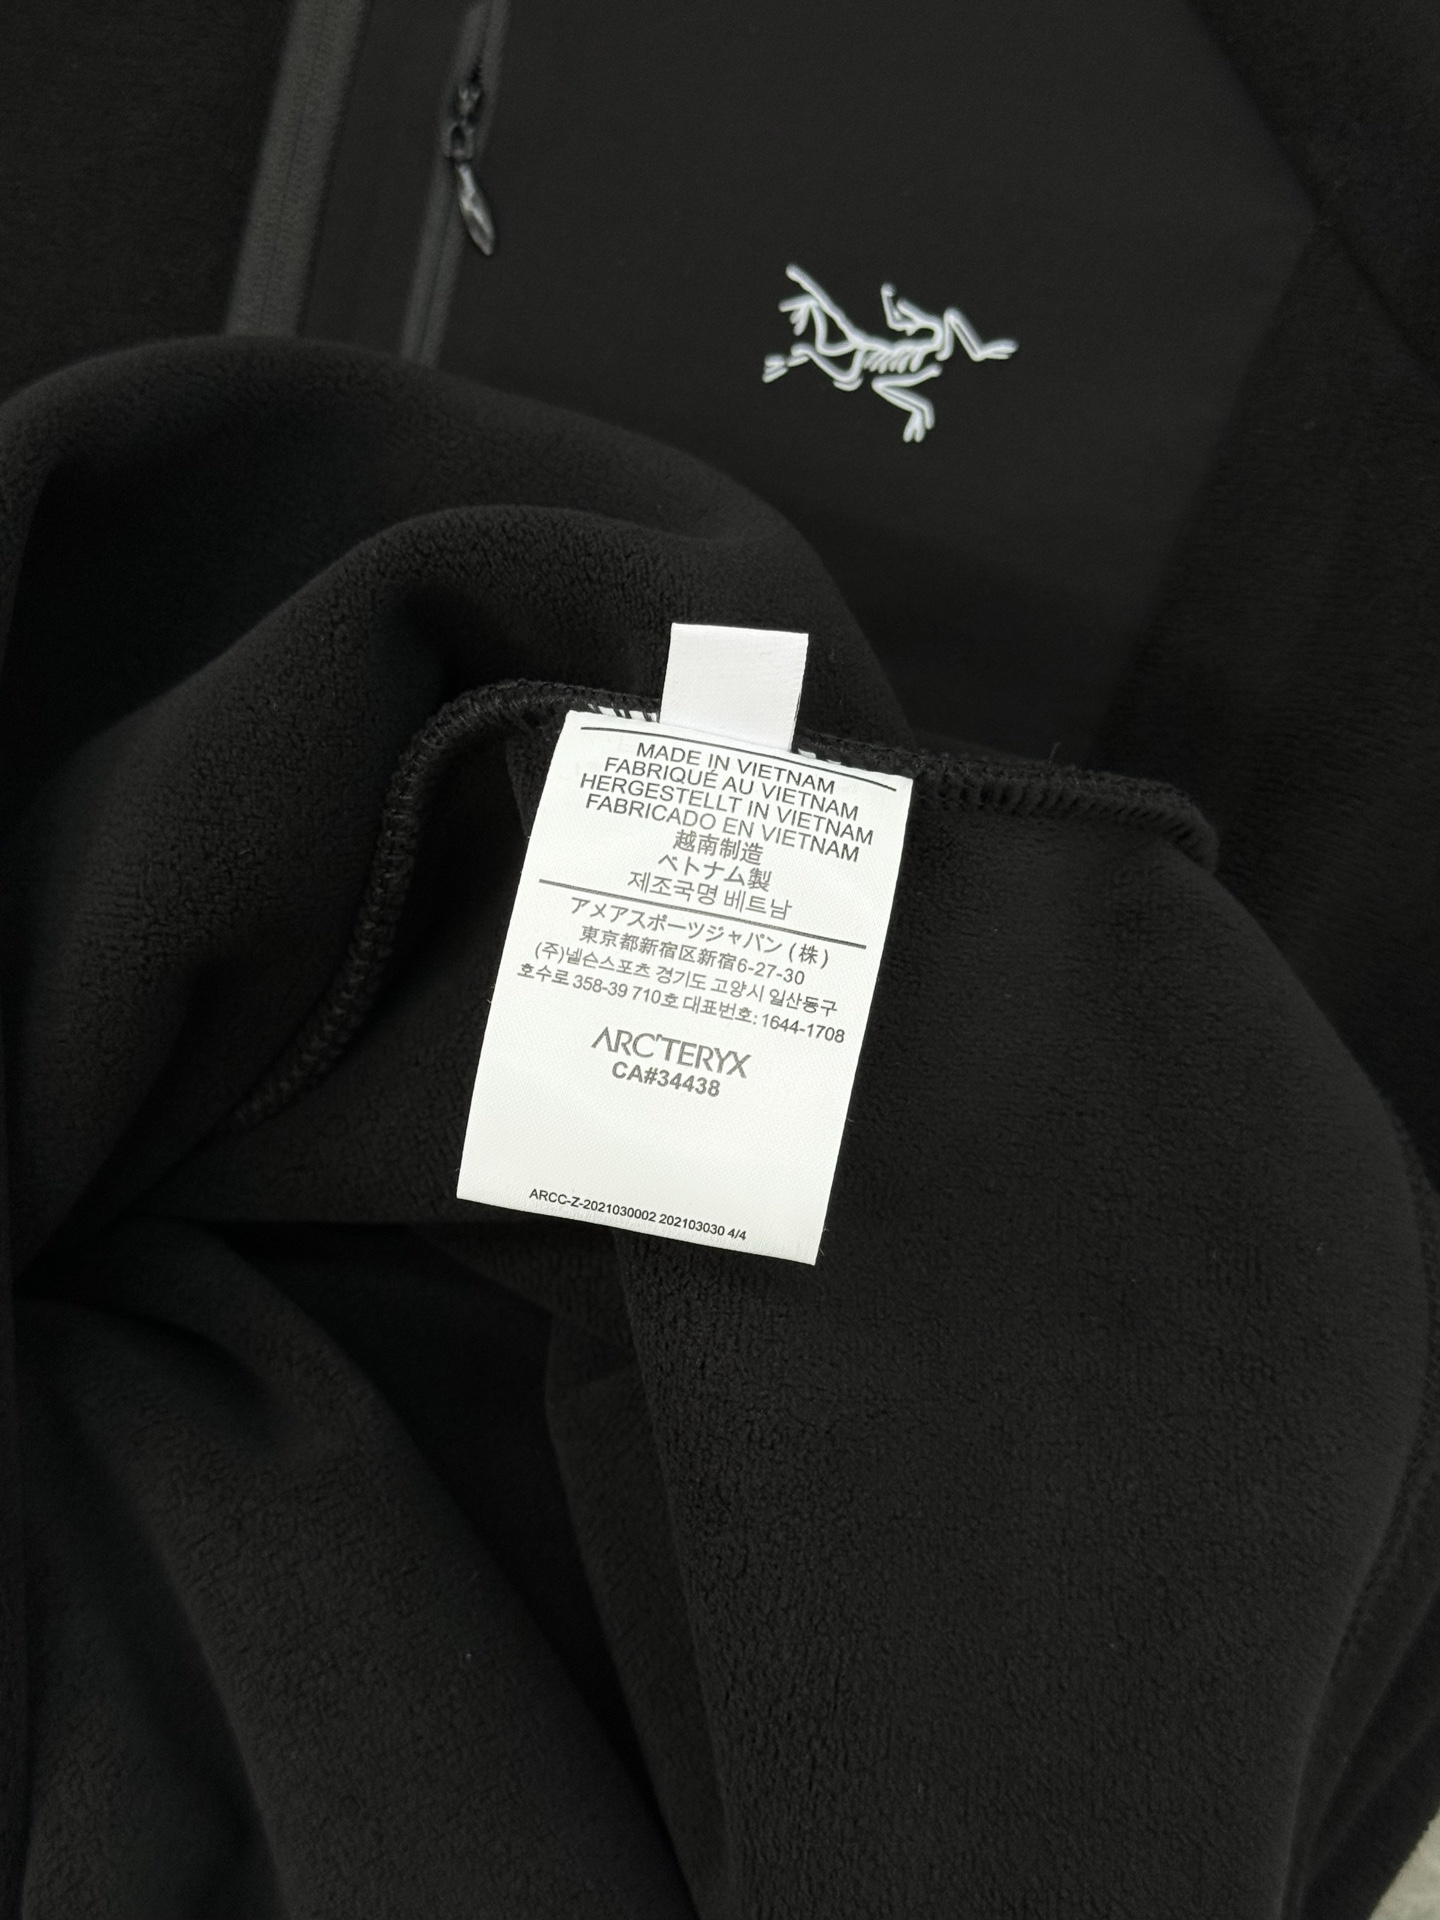 MADE IN VIETNAM
FABRIQUÉ AU VIETNAM
HERGESTELLT IN VIETNAM
FABRICADO EN VIETNAM
越南制造
ベトナム製
제조국명 베트남
アメアスポーツジャパン (株)
東京都新宿区新宿6-27-30
(주)넬슨스포츠 경기도 고양시 일산동구
호수로 358-39 710호 대표번호: 1644-1708
ARC'TERYX
CA#34438
ARCC-Z-2021030002 202103030 4/4